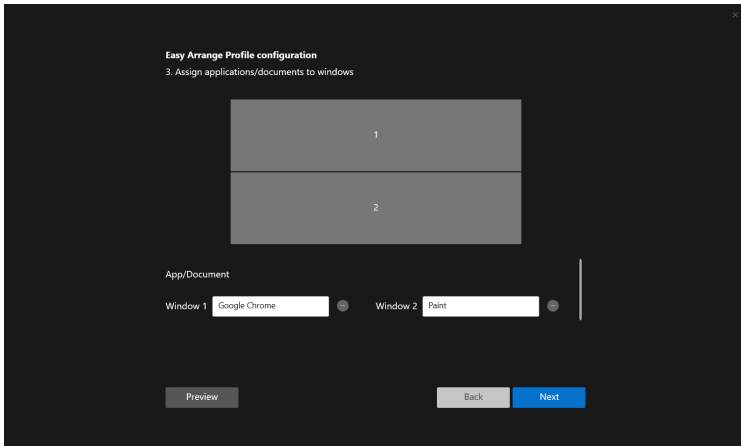 Easy Arrange Profile configuration
3. Assign applications/documents to windows
1
2
App/Document
Window 1 Google Chrome Window 2 Paint
Preview Back Next